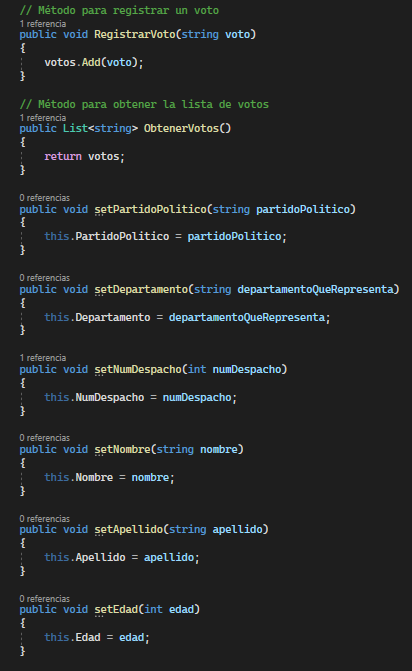 // Método para registrar un voto
1 referencia
public void RegistrarVoto(string voto)
{
votos.Add(voto);
}
// Método para obtener la lista de votos
1 referencia
public List<string> ObtenerVotos()
{
return votos;
}
0 referencias
public void setPartidoPolitico(string partidoPolitico)
{
this.PartidoPolitico = partidoPolitico;
}
0 referencias
public void setDepartamento(string departamentoQueRepresenta)
{
this.Departamento = departamentoQueRepresenta;
}
1 referencia
public void setNumDespacho(int numDespacho)
{
this.NumDespacho = numDespacho;
}
0 referencias
public void setNombre(string nombre)
{
this.Nombre = nombre;
}
0 referencias
public void setApellido(string apellido)
{
this.Apellido = apellido;
}
0 referencias
public void setEdad(int edad)
{
this.Edad = edad;
}